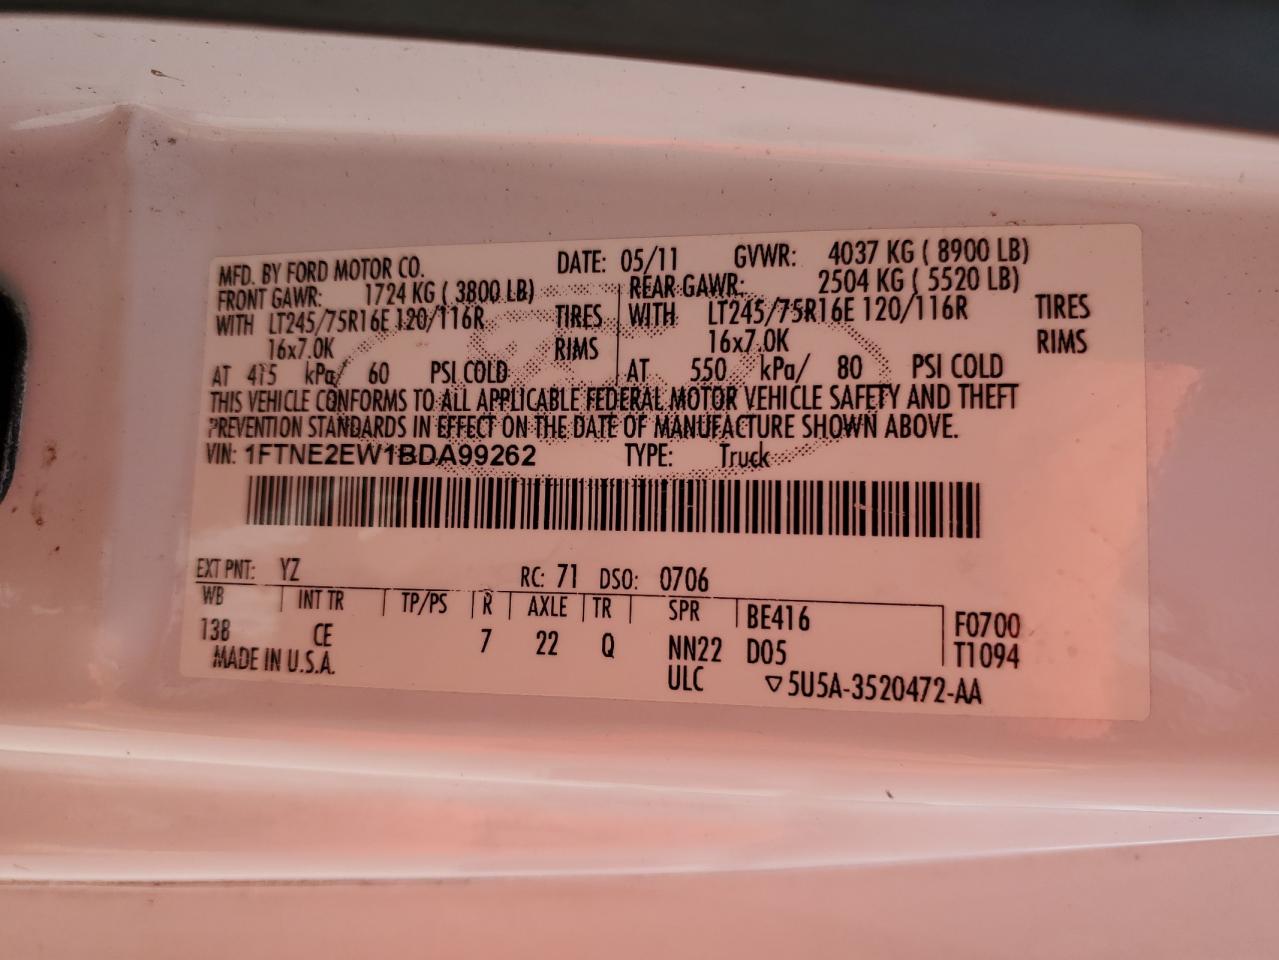 MFD. BY FORD MOTOR CO. DATE: 05/11 GVWR: 4037 KG ( 8900 LB)
FRONT GAWR: 1724 KG ( 3800 LB) REAR GAWR: 2504 KG ( 5520 LB)
WITH LT245/75R16E 120/116R TIRES WITH LT245/75R16E 120/116R TIRES
16x7.0K RIMS 16x7.0K RIMS
AT 415 kPa/ 60 PSI COLD AT 550 kPa/ 80 PSI COLD
THIS VEHICLE CONFORMS TO ALL APPLICABLE FEDERAL MOTOR VEHICLE SAFETY AND THEFT
PREVENTION STANDARDS IN EFFECT ON THE DATE OF MANUFACTURE SHOWN ABOVE.
VIN: 1FTNE2EW1BDA99262 TYPE: Truck
EXT PNT: YZ RC: 71 DSO: 0706
WB INT TR TP/PS R AXLE TR SPR BE416 F0700
138 CE 7 22 Q NN22 D05 T1094
MADE IN U.S.A. ULC ▽5U5A-3520472-AA